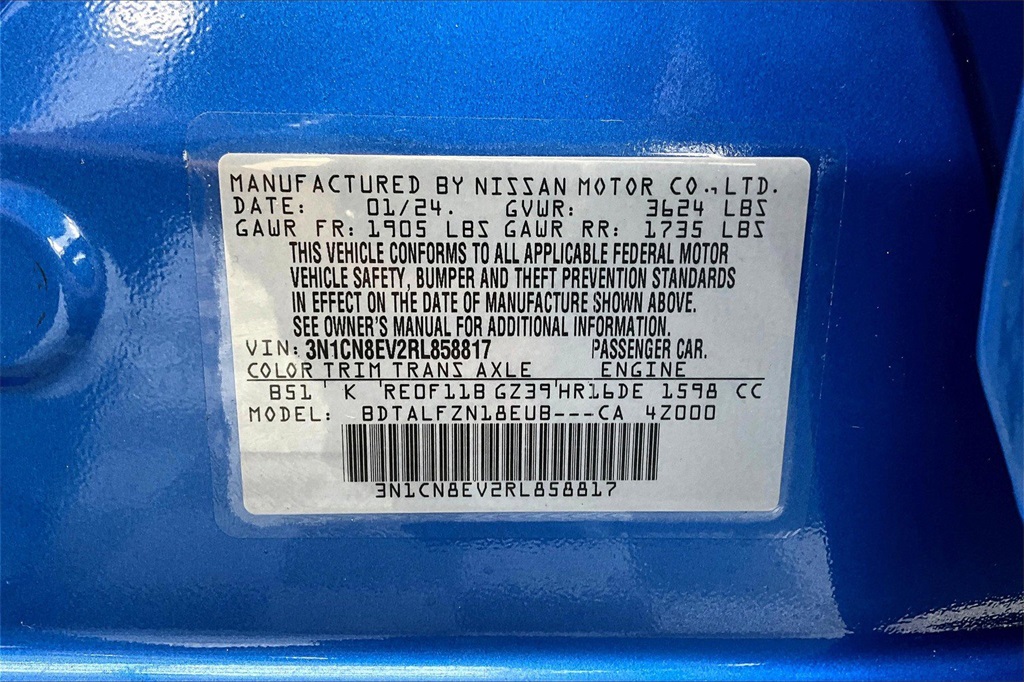 MANUFACTURED BY NISSAN MOTOR CO., LTD.
DATE: 01/24. GVWR: 3624 LBS
GAWR FR: 1905 LBS GAWR RR: 1735 LBS
THIS VEHICLE CONFORMS TO ALL APPLICABLE FEDERAL MOTOR
VEHICLE SAFETY, BUMPER AND THEFT PREVENTION STANDARDS
IN EFFECT ON THE DATE OF MANUFACTURE SHOWN ABOVE.
SEE OWNER'S MANUAL FOR ADDITIONAL INFORMATION.
VIN: 3N1CN8EV2RL858817 PASSENGER CAR.
COLOR TRIM TRANS AXLE ENGINE
B51 K RE0F11B GZ39 HR16DE 1598 CC
MODEL: BDTALFZN18EUB---CA 4Z000
3N1CN8EV2RL858817